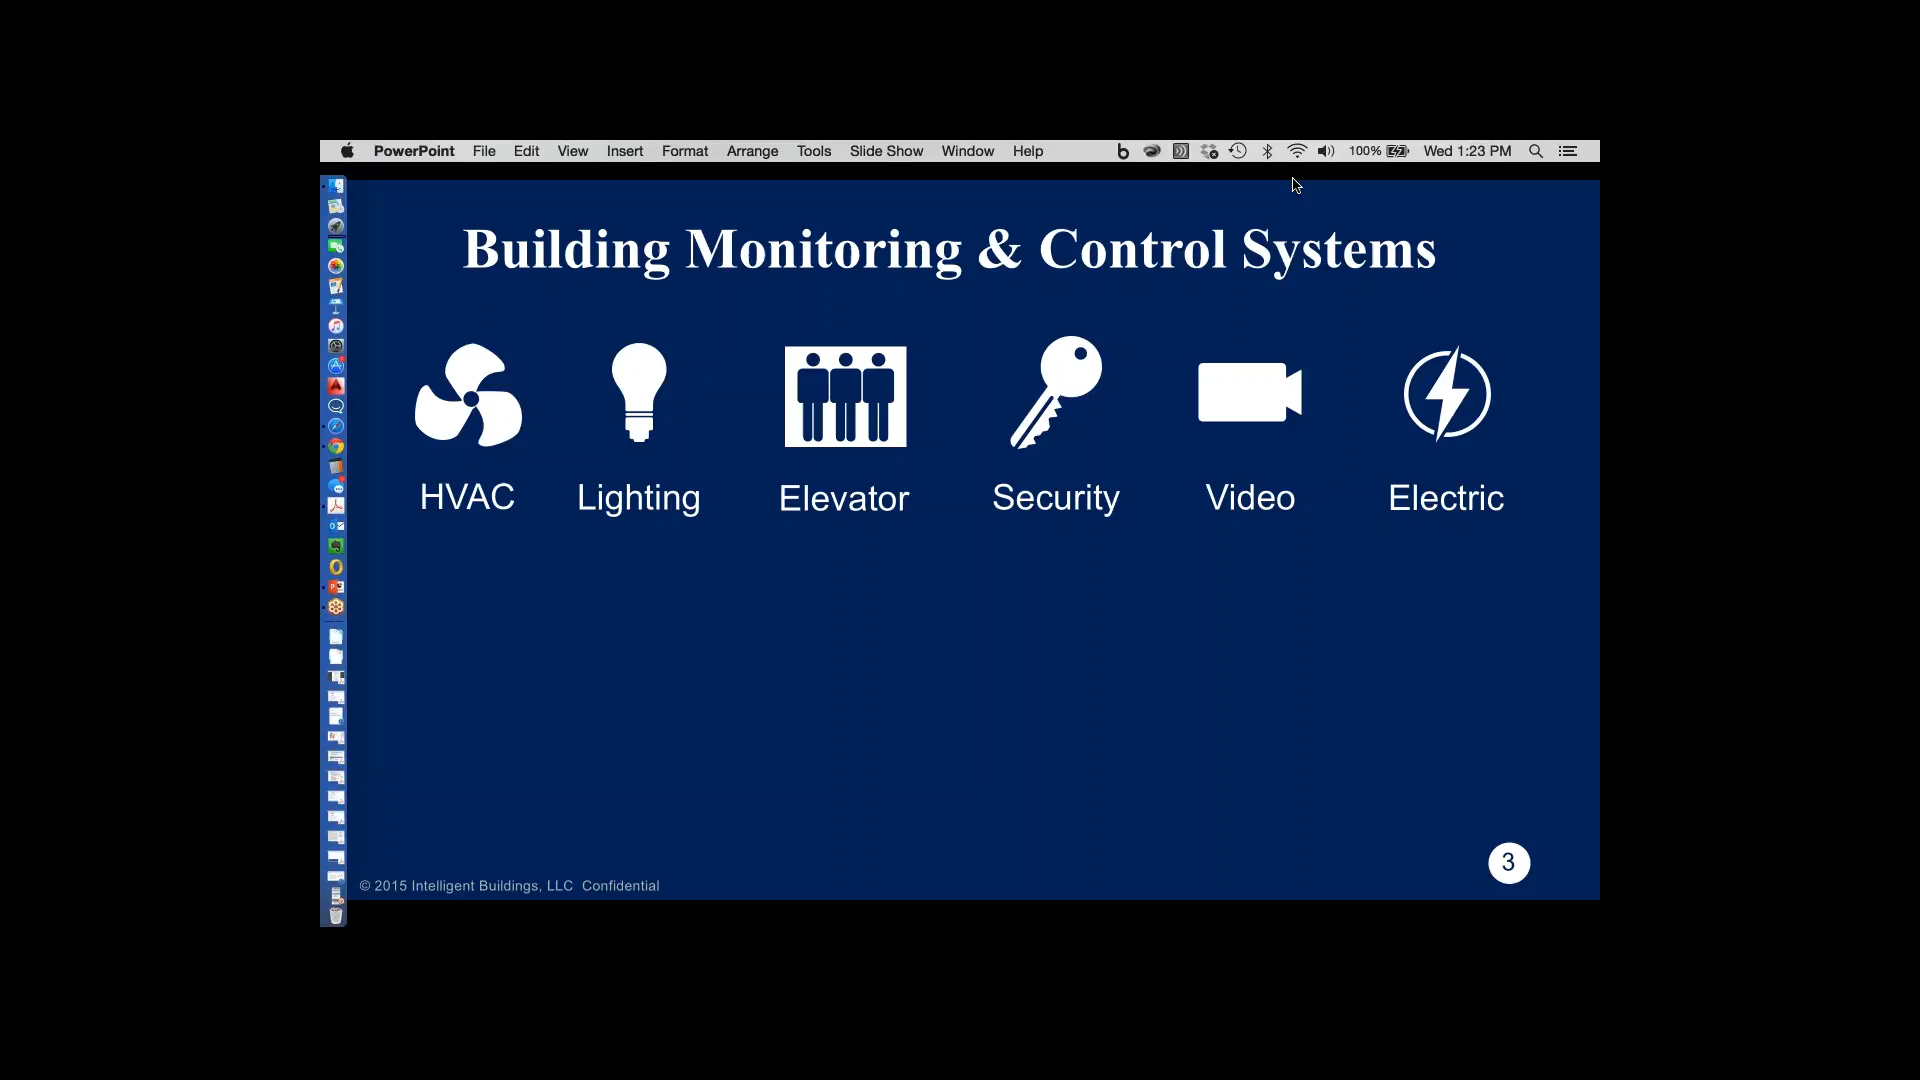 PowerPoint File Edit View Insert Format Arrange Tools Slide Show Window Help 100% Wed 1:23 PM
Building Monitoring & Control Systems
HVAC Lighting Elevator Security Video Electric
3
© 2015 Intelligent Buildings, LLC Confidential